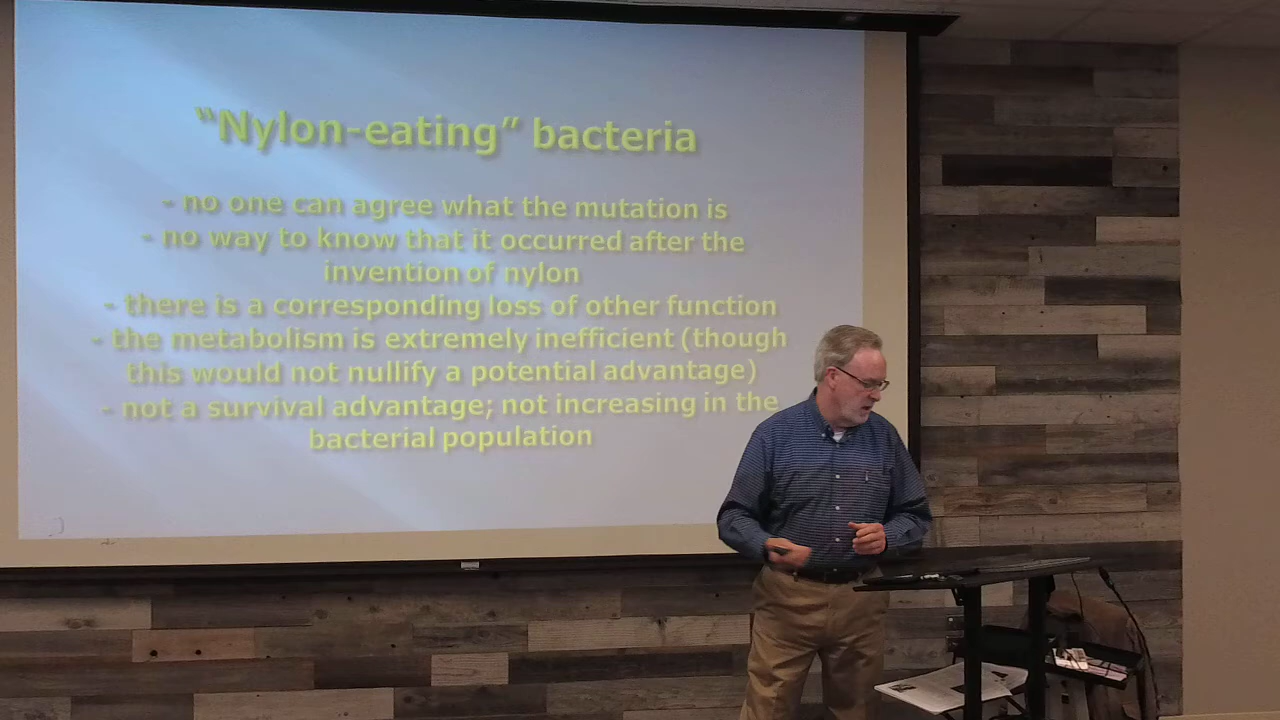 “Nylon-eating” bacteria
- no one can agree what the mutation is
- no way to know that it occurred after the
invention of nylon
- there is a corresponding loss of other function
- the metabolism is extremely inefficient (though
this would not nullify a potential advantage)
- not a survival advantage; not increasing in the
bacterial population